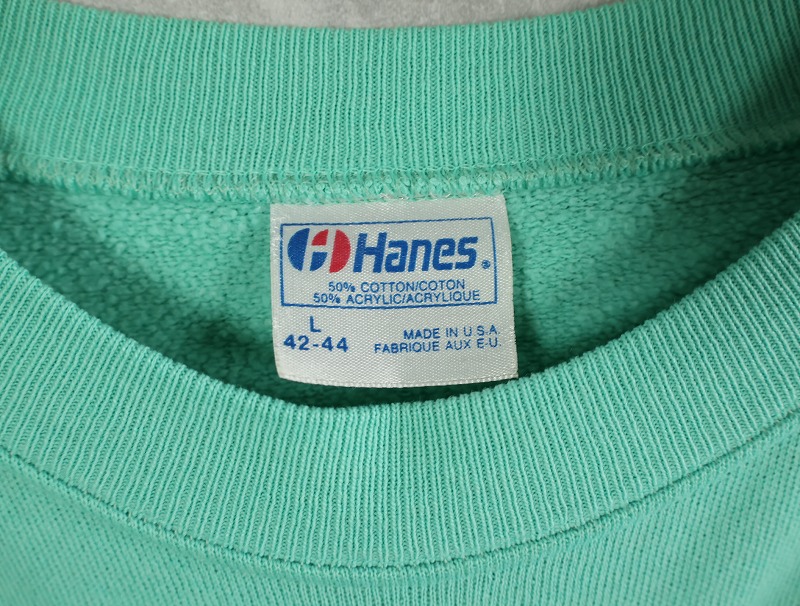 Hanes.
50% COTTON/COTON
50% ACRYLIC/ACRYLIQUE
L
42-44
MADE IN U.S.A.
FABRIQUE AUX E-U.